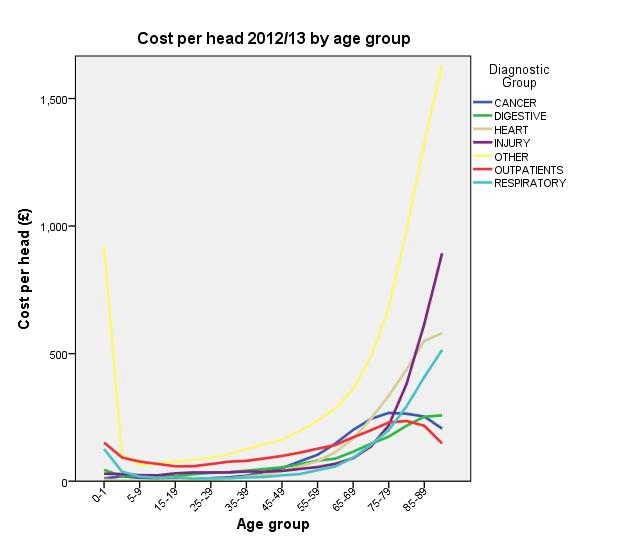 Cost per head 2012/13 by age group
Diagnostic
Group
CANCER
DIGESTIVE
HEART
INJURY
OTHER
OUTPATIENTS
RESPIRATORY
Cost per head (£)
1,500
1,000
500
0
0-1
5-9
15-19
25-29
35-39
45-49
55-59
65-69
75-79
85-89
Age group